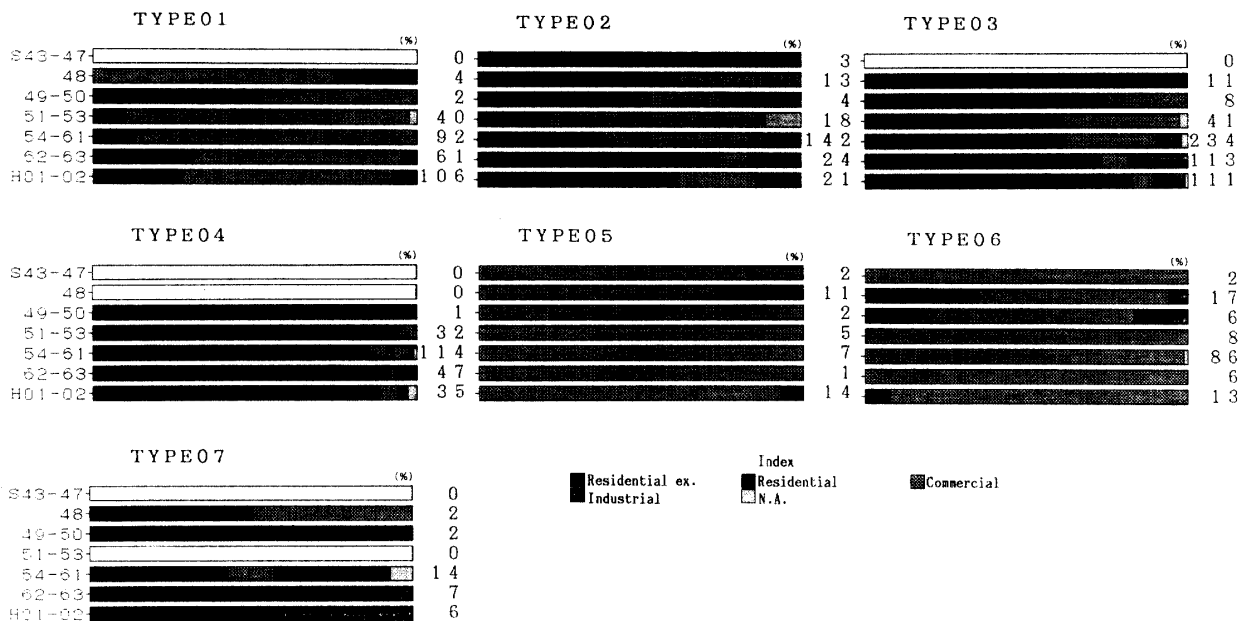 TYPE01 TYPE02 TYPE03
(%) (%) (%)
S43-47 0 3 0
48 4 13 11
49-50 2 4 8
51-53 40 18 41
54-61 92 142 234
62-63 61 24 113
H01-02 106 21 111
TYPE04 TYPE05 TYPE06
(%) (%) (%)
S43-47 0 2 2
48 0 11 17
49-50 1 2 6
51-53 32 5 8
54-61 114 7 86
62-63 47 1 6
H01-02 35 14 13
TYPE07
(%)
S43-47 0
48 2
49-50 2
51-53 0
54-61 14
62-63 7
H01-02 6
Index
Residential ex. Residential Commercial
Industrial N.A.